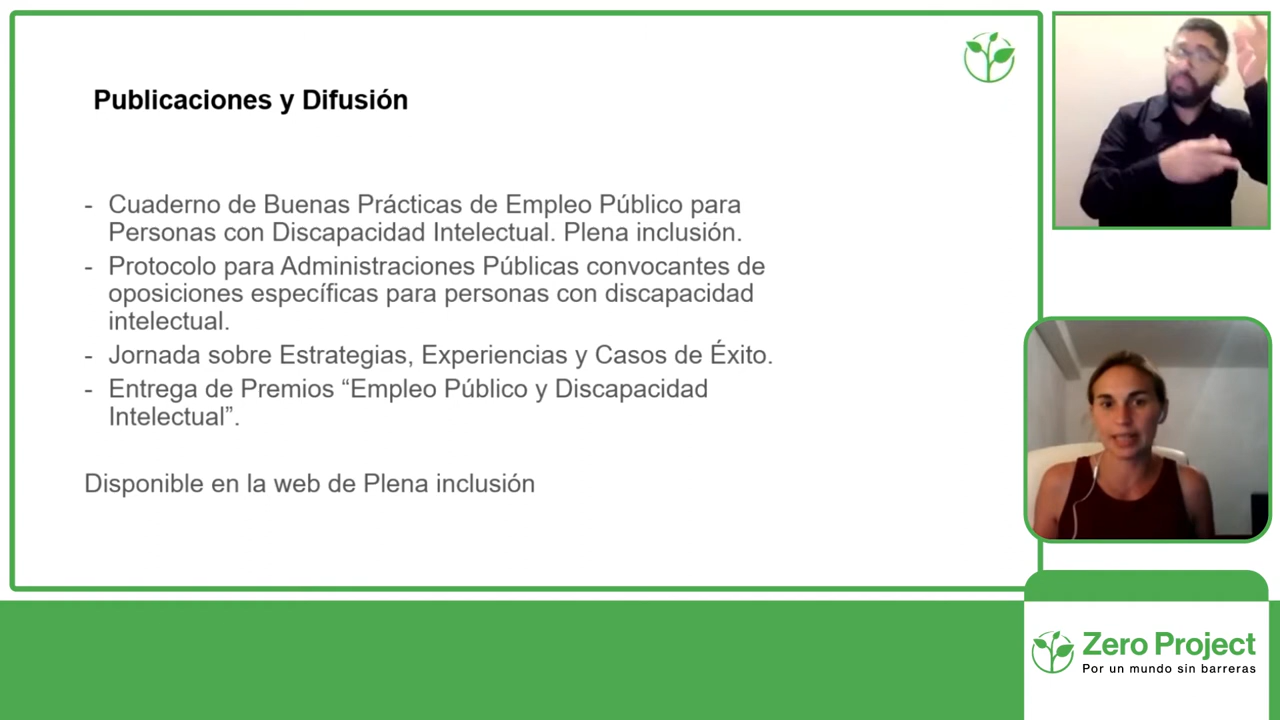 Publicaciones y Difusión
- Cuaderno de Buenas Prácticas de Empleo Público para
Personas con Discapacidad Intelectual. Plena inclusión.
- Protocolo para Administraciones Públicas convocantes de
oposiciones específicas para personas con discapacidad
intelectual.
- Jornada sobre Estrategias, Experiencias y Casos de Éxito.
- Entrega de Premios “Empleo Público y Discapacidad
Intelectual”.
Disponible en la web de Plena inclusión
Zero Project
Por un mundo sin barreras